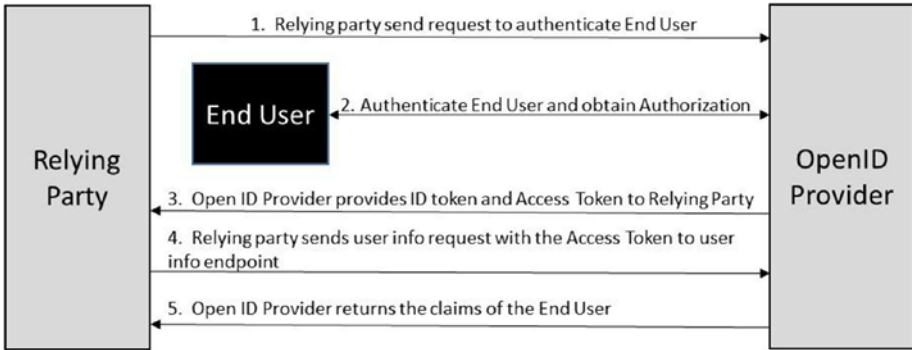 1. Relying party send request to authenticate End User
End User
2. Authenticate End User and obtain Authorization
Relying
Party
OpenID
Provider
3. Open ID Provider provides ID token and Access Token to Relying Party
4. Relying party sends user info request with the Access Token to user
info endpoint
5. Open ID Provider returns the claims of the End User